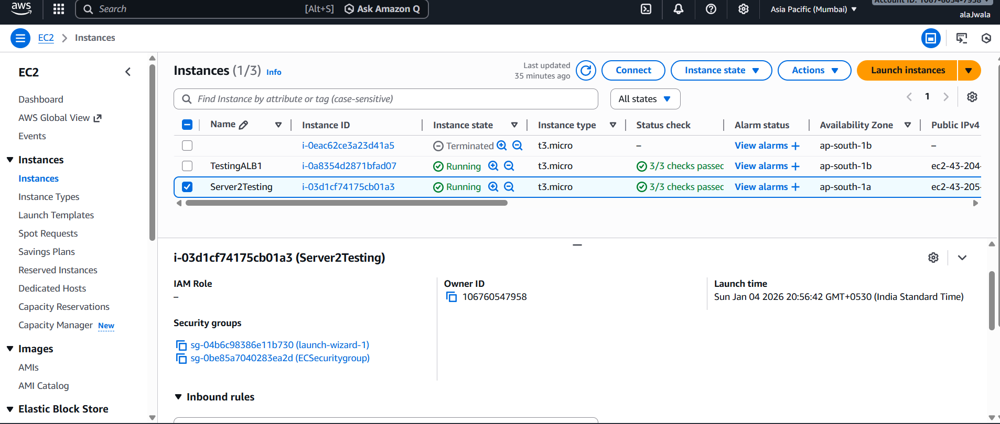 aws
Search [Alt+S] Ask Amazon Q
Asia Pacific (Mumbai)
Account ID: 1067-6054-7958
alaJwala
EC2 > Instances
EC2
Dashboard
AWS Global View
Events
Instances
Instances
Instance Types
Launch Templates
Spot Requests
Savings Plans
Reserved Instances
Dedicated Hosts
Capacity Reservations
Capacity Manager New
Images
AMIs
AMI Catalog
Elastic Block Store
Instances (1/3) Info
Last updated
35 minutes ago
Connect
Instance state
Actions
Launch instances
Find Instance by attribute or tag (case-sensitive)
All states
1
Name Instance ID Instance state Instance type Status check Alarm status Availability Zone Public IPv4
i-0eac62ce3a23d41a5 Terminated t3.micro – View alarms + ap-south-1b –
TestingALB1 i-0a8354d2871bfad07 Running t3.micro 3/3 checks passed View alarms + ap-south-1b ec2-43-204-
Server2Testing i-03d1cf74175cb01a3 Running t3.micro 3/3 checks passed View alarms + ap-south-1a ec2-43-205-
i-03d1cf74175cb01a3 (Server2Testing)
IAM Role
–
Owner ID
106760547958
Launch time
Sun Jan 04 2026 20:56:42 GMT+0530 (India Standard Time)
Security groups
sg-04b6c98386e11b730 (launch-wizard-1)
sg-0be85a7040283ea2d (ECSecuritygroup)
Inbound rules